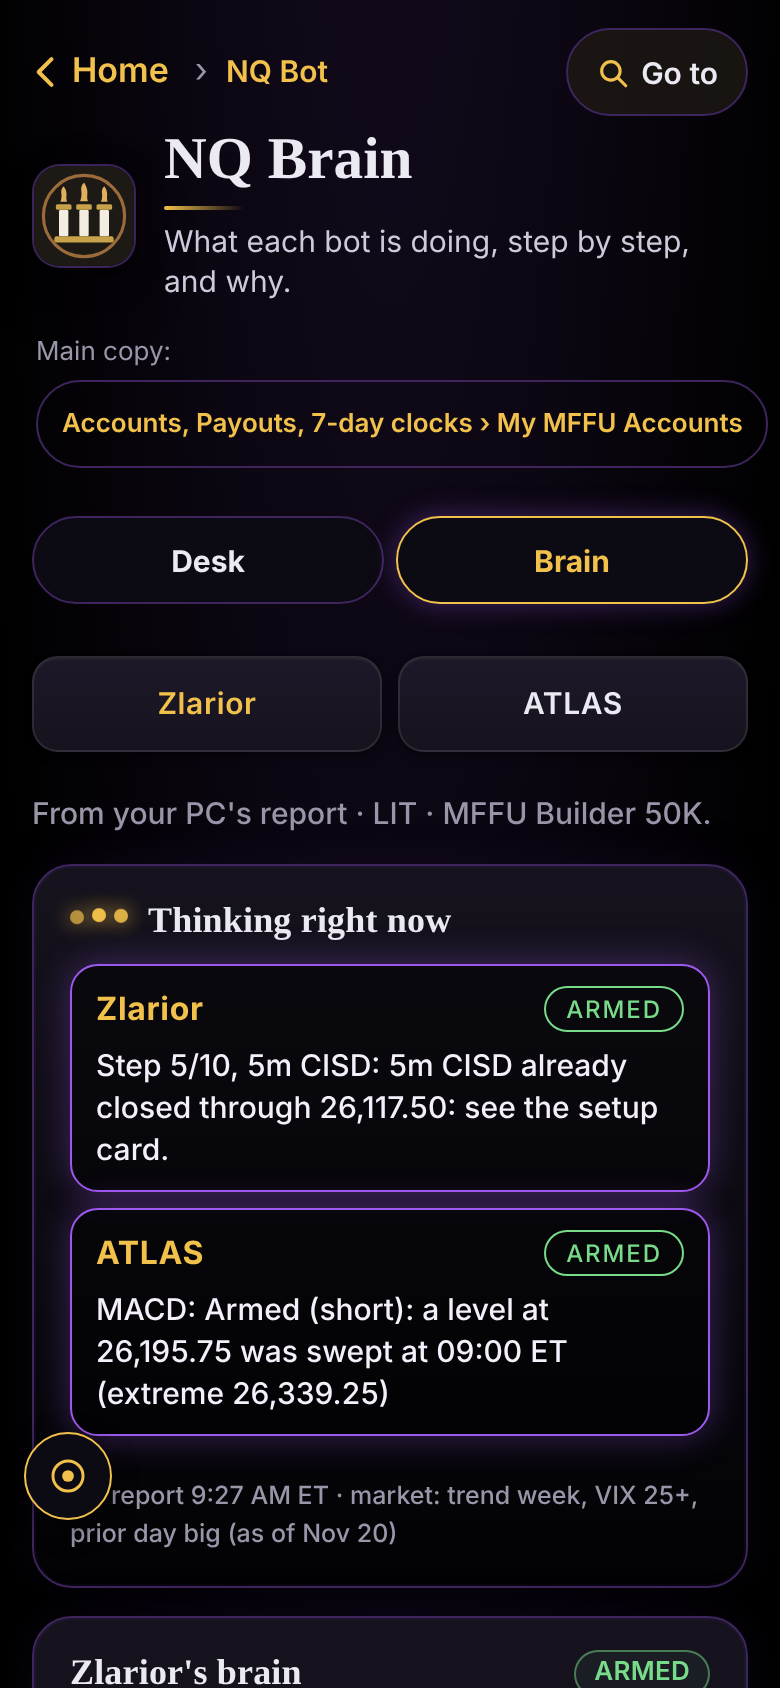 Home › NQ Bot
Go to
NQ Brain
What each bot is doing, step by step,
and why.
Main copy:
Accounts, Payouts, 7-day clocks › My MFFU Accounts
Desk
Brain
Zlarior
ATLAS
From your PC's report · LIT · MFFU Builder 50K.
Thinking right now
Zlarior
ARMED
Step 5/10, 5m CISD: 5m CISD already
closed through 26,117.50: see the setup
card.
ATLAS
ARMED
MACD: Armed (short): a level at
26,195.75 was swept at 09:00 ET
(extreme 26,339.25)
report 9:27 AM ET · market: trend week, VIX 25+,
prior day big (as of Nov 20)
Zlarior's brain
ARMED